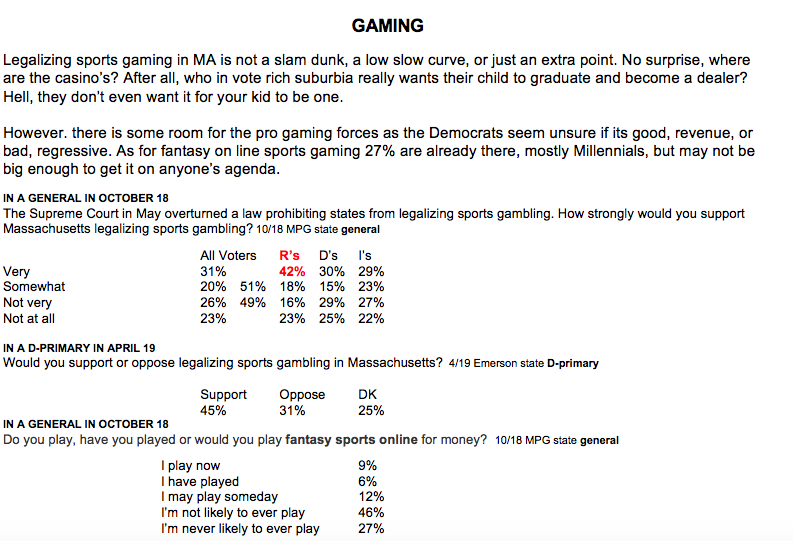 GAMING
Legalizing sports gaming in MA is not a slam dunk, a low slow curve, or just an extra point. No surprise, where
are the casino's? After all, who in vote rich suburbia really wants their child to graduate and become a dealer?
Hell, they don't even want it for your kid to be one.
However. there is some room for the pro gaming forces as the Democrats seem unsure if its good, revenue, or
bad, regressive. As for fantasy on line sports gaming 27% are already there, mostly Millennials, but may not be
big enough to get it on anyone's agenda.
IN A GENERAL IN OCTOBER 18
The Supreme Court in May overturned a law prohibiting states from legalizing sports gambling. How strongly would you support
Massachusetts legalizing sports gambling? 10/18 MPG state general
All Voters R's D's I's
Very 31% 42% 30% 29%
Somewhat 20% 51% 18% 15% 23%
Not very 26% 49% 16% 29% 27%
Not at all 23% 23% 25% 22%
IN A D-PRIMARY IN APRIL 19
Would you support or oppose legalizing sports gambling in Massachusetts? 4/19 Emerson state D-primary
Support Oppose DK
45% 31% 25%
IN A GENERAL IN OCTOBER 18
Do you play, have you played or would you play fantasy sports online for money? 10/18 MPG state general
I play now 9%
I have played 6%
I may play someday 12%
I'm not likely to ever play 46%
I'm never likely to ever play 27%